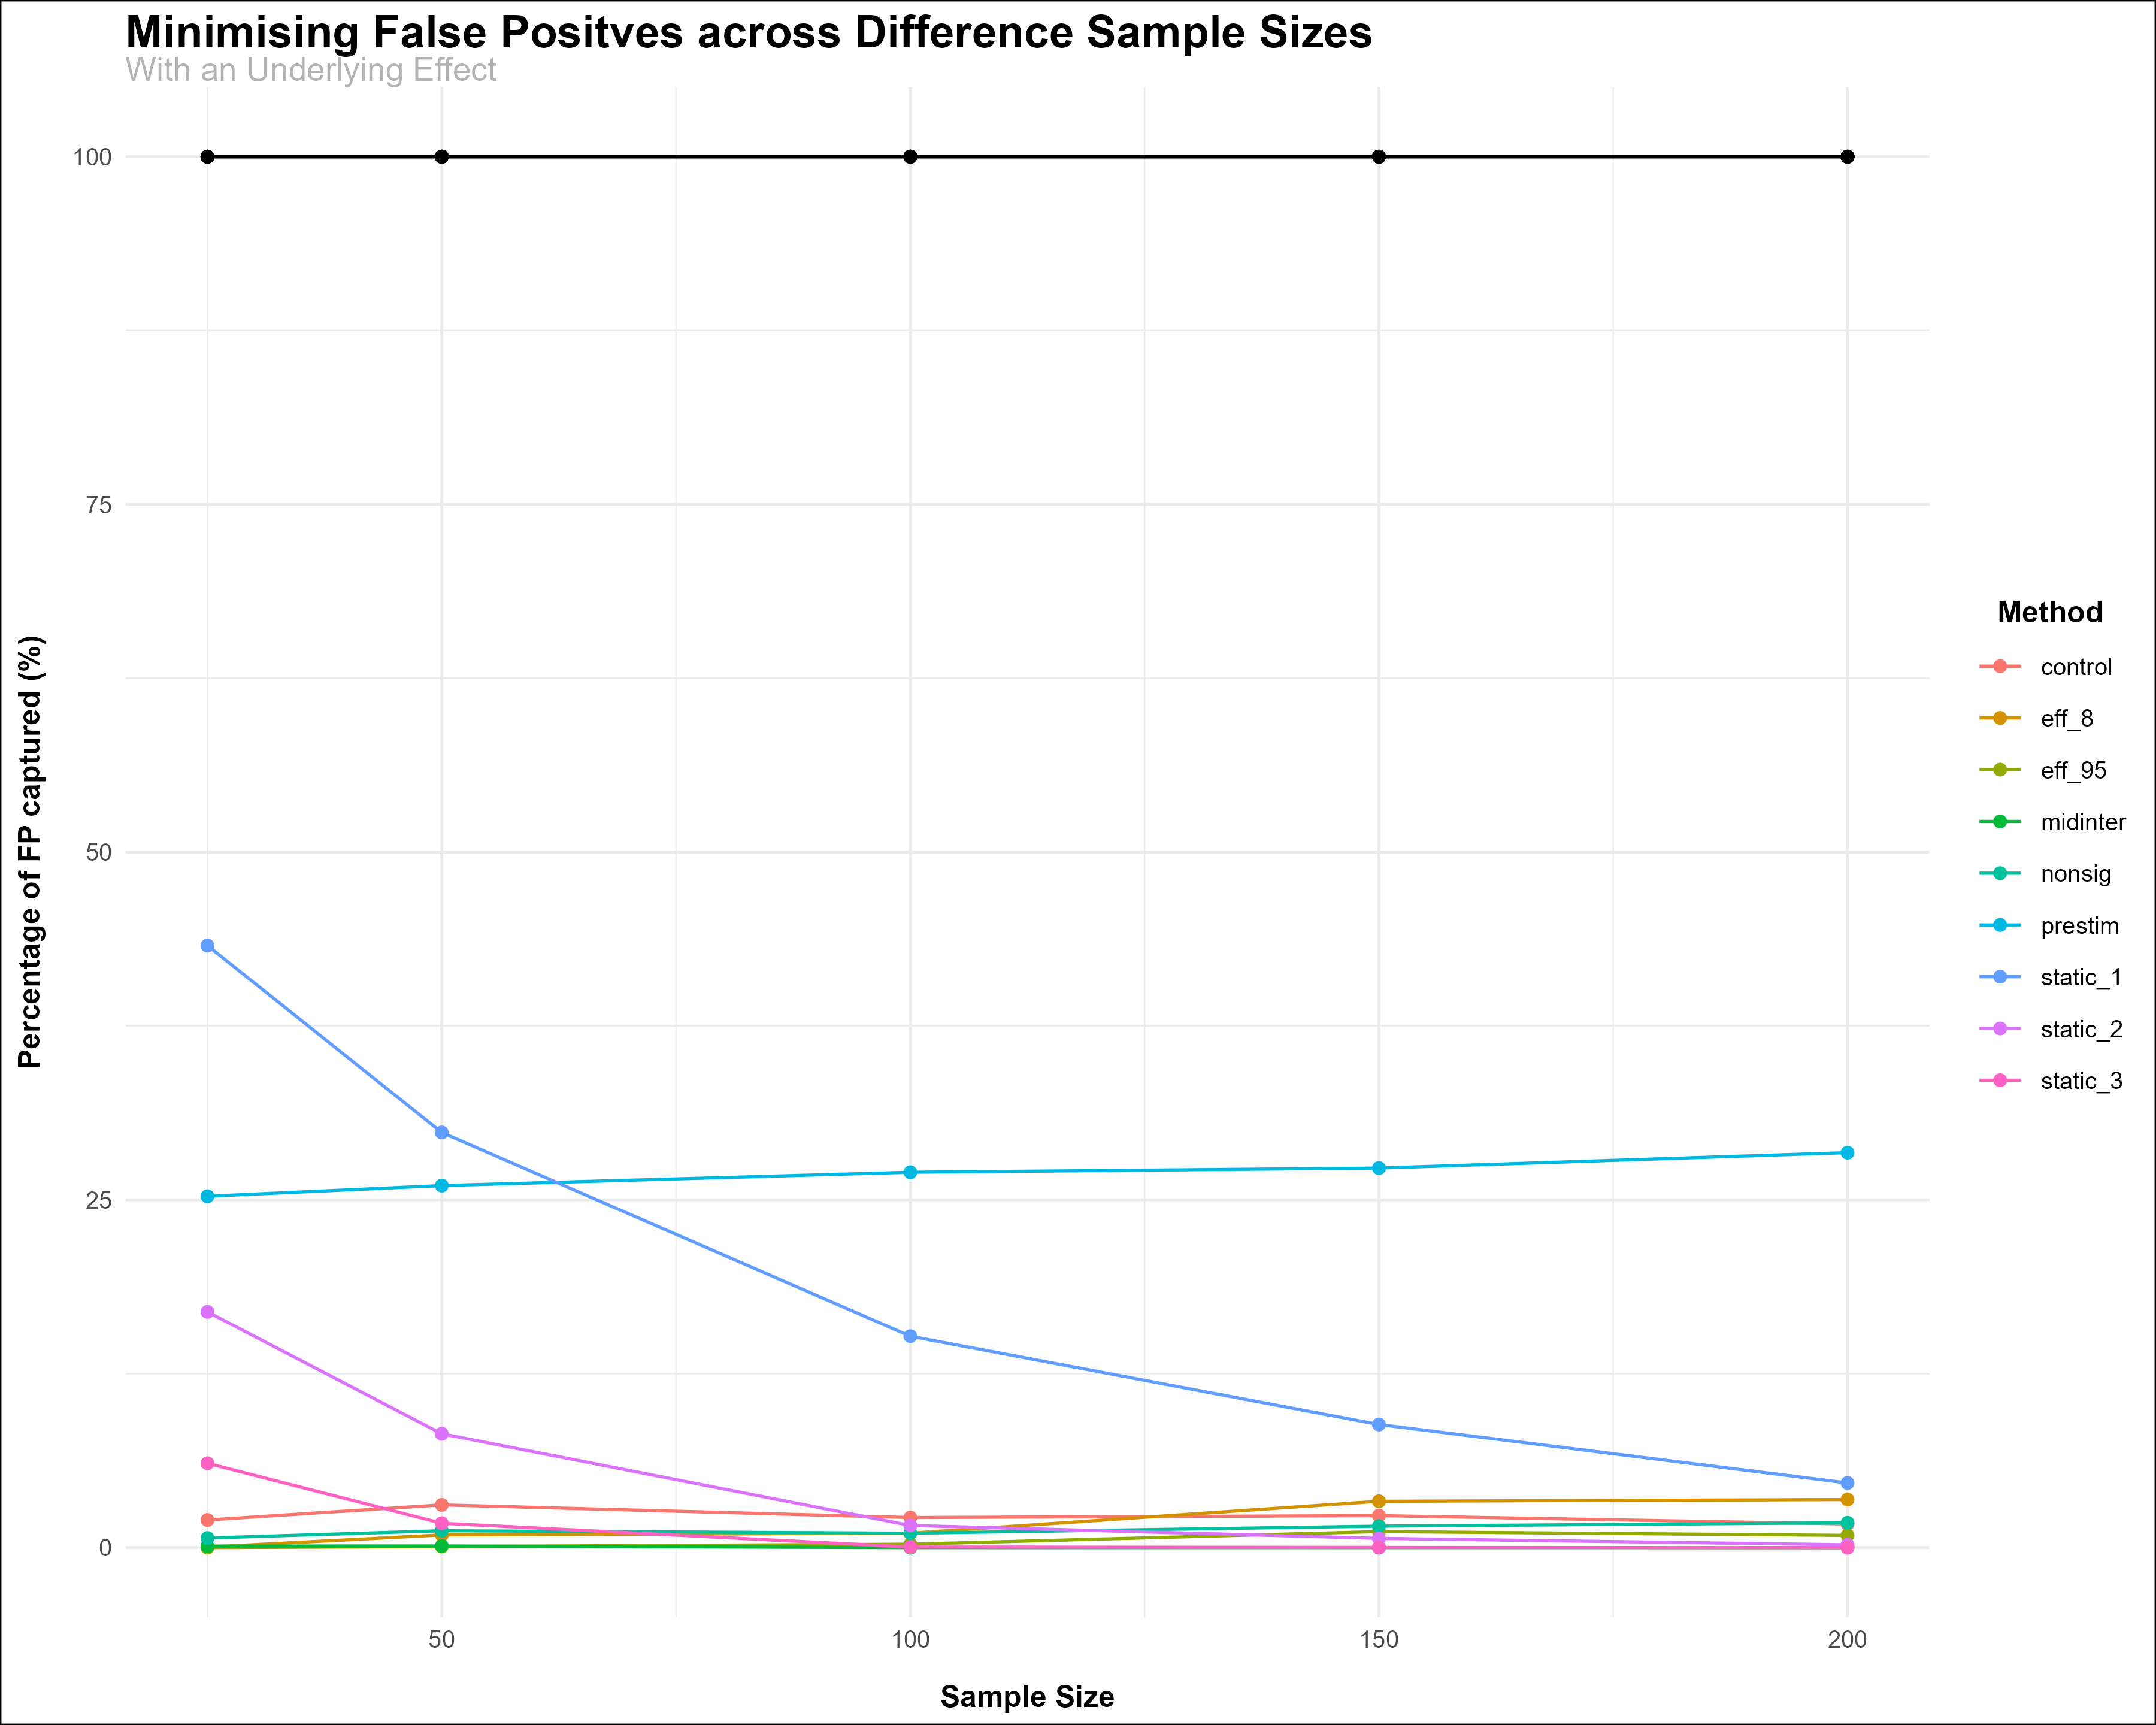 Minimising False Positves across Difference Sample Sizes
With an Underlying Effect
100
75
50
25
0
Percentage of FP captured (%)
50
100
150
200
Sample Size
Method
control
eff_8
eff_95
midinter
nonsig
prestim
static_1
static_2
static_3